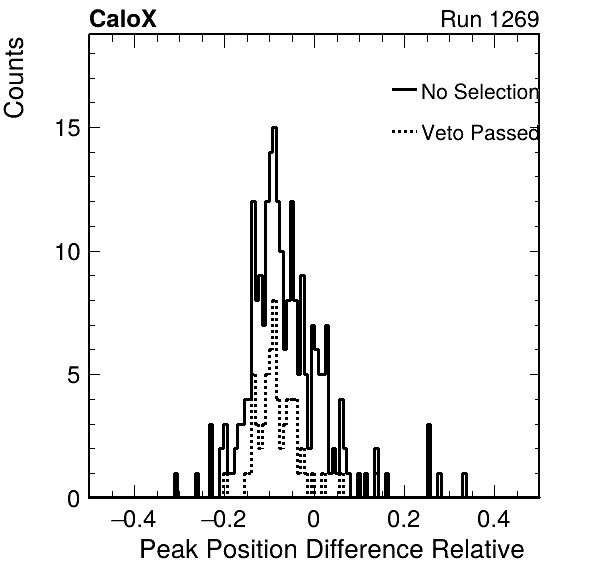 CaloX Run 1269
Counts
No Selection
Veto Passed
15
10
5
0
−0.4 −0.2 0 0.2 0.4
Peak Position Difference Relative